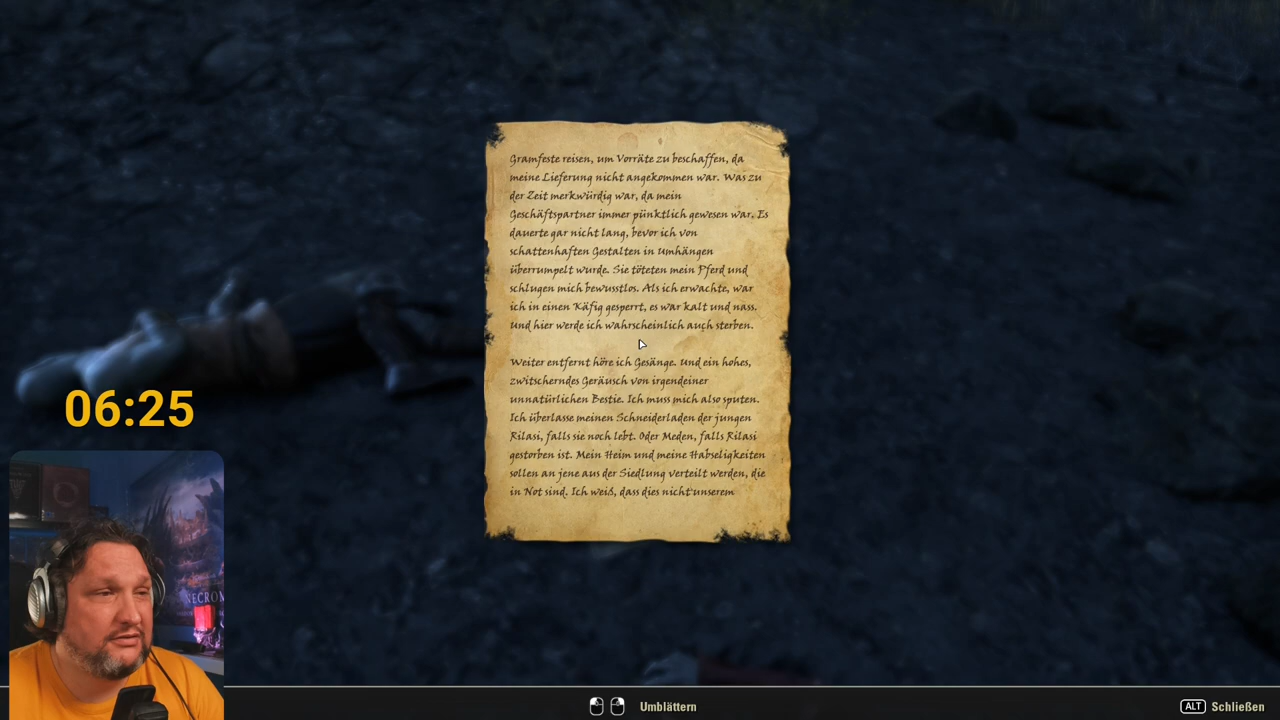 Gramfeste reisen, um Vorräte zu beschaffen, da
meine Lieferung nicht angekommen war. Was zu
der Zeit merkwürdig war, da mein
Geschäftspartner immer pünktlich gewesen war. Es
dauerte gar nicht lang, bevor ich von
schattenhaften Gestalten in Umhängen
überrumpelt wurde. Sie töteten mein Pferd und
schlugen mich bewusstlos. Als ich erwachte, war
ich in einen Käfig gesperrt, es war kalt und nass.
Und hier werde ich wahrscheinlich auch sterben.
Weiter entfernt höre ich Gesänge. Und ein hohes,
zwitscherndes Geräusch von irgendeiner
unnatürlichen Bestie. Ich muss mich also sputen.
Ich überlasse meinen Schneiderladen der jungen
Rilasi, falls sie noch lebt. Oder Meden, falls Rilasi
gestorben ist. Mein Heim und meine Habseligkeiten
sollen an jene aus der Siedlung verteilt werden, die
in Not sind. Ich weiß, dass dies nicht unserem
06:25
NECROM
Umblättern
ALT Schließen